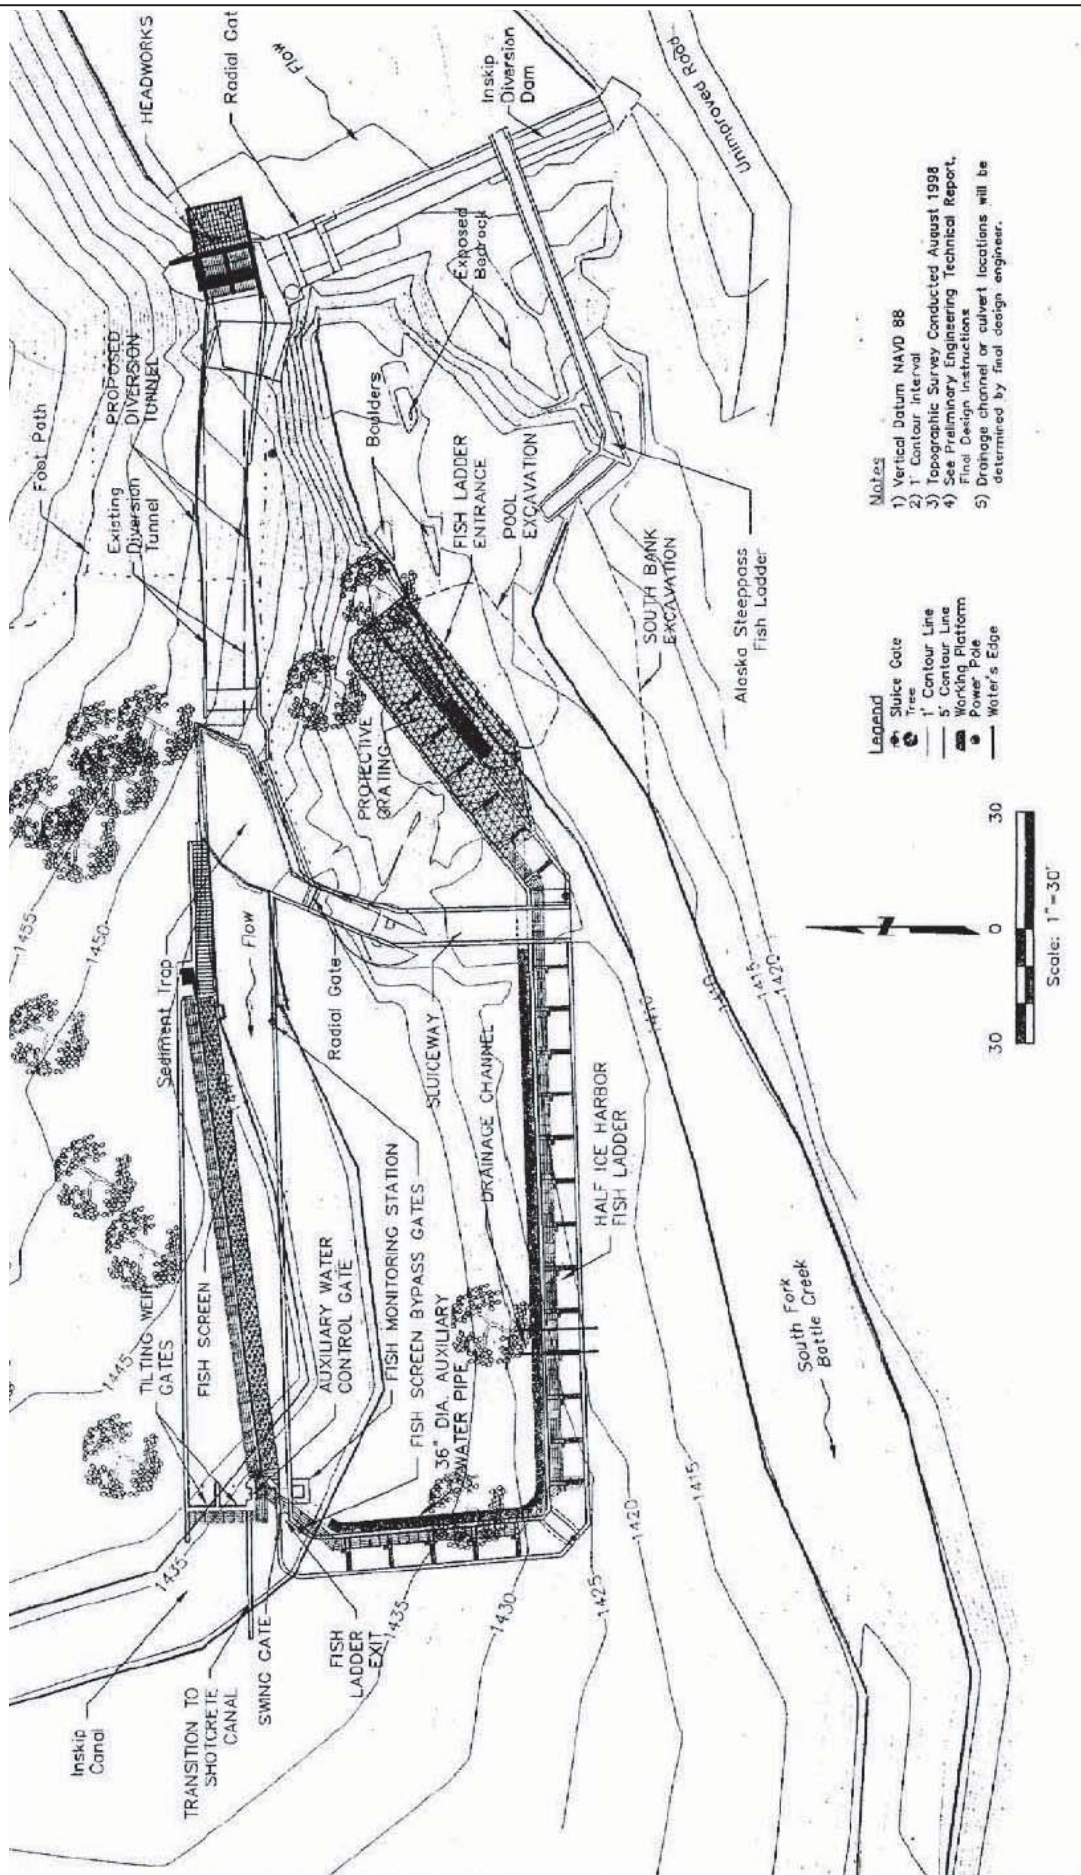 HEADWORKS
Radial Gat
Flow
Inskip
Diversion
Dam
Unimproved Road
Foot Path
PROPOSED
DIVERSION
TUNNEL
Existing
Diversion
Tunnel
Exposed
Bedrock
Boulders
FISH LADDER
ENTRANCE
POOL
EXCAVATION
SOUTH BANK
EXCAVATION
Alaska Steeppass
Fish Ladder
PROTECTIVE
GRATING
1455
1450
Sediment Trap
Flow
Radial Gate
SLUICEWAY
DRAINAGE CHANNEL
HALF ICE HARBOR
FISH LADDER
1410
1410
1415
1420
1445
TILTING WEIR
GATES
FISH SCREEN
AUXILIARY WATER
CONTROL GATE
FISH MONITORING STATION
FISH SCREEN BYPASS GATES
36" DIA. AUXILIARY
WATER PIPE
South Fork
Battle Creek
1435
1435
1430
1425
1420
1415
Inskip
Canal
TRANSITION TO
SHOTCRETE
CANAL
SWING GATE
FISH
LADDER
EXIT
Notes
1) Vertical Datum NAVD 88
2) 1' Contour Interval
3) Topographic Survey Conducted August 1998
4) See Preliminary Engineering Technical Report,
Final Design Instructions
5) Drainage channel or culvert locations will be
determined by final design engineer.
Legend
Sluice Gate
Tree
1' Contour Line
5' Contour Line
Working Platform
Power Pole
Water's Edge
N
30 0 30
Scale: 1"=30'